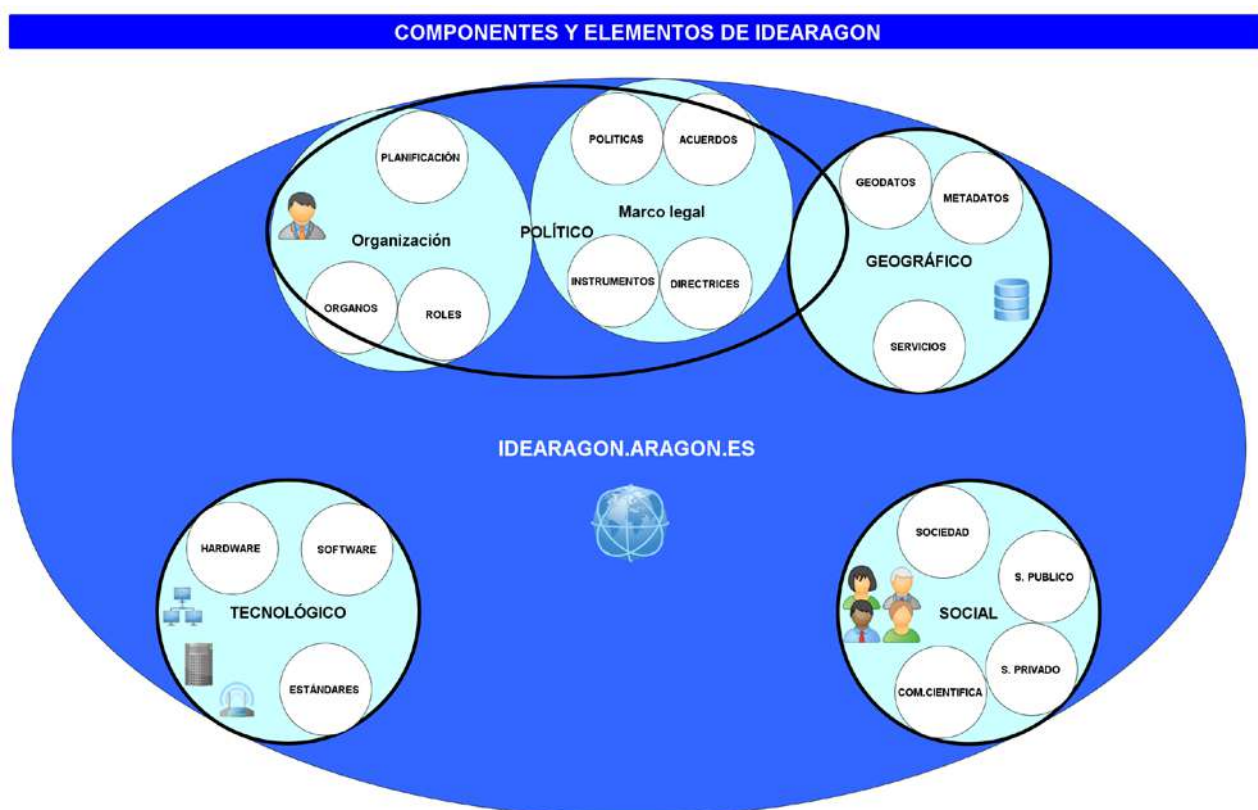 COMPONENTES Y ELEMENTOS DE IDEARAGON
PLANIFICACIÓN
Organización
ORGANOS
ROLES
POLÍTICO
POLITICAS
ACUERDOS
Marco legal
INSTRUMENTOS
DIRECTRICES
GEODATOS
METADATOS
GEOGRÁFICO
SERVICIOS
IDEARAGON.ARAGON.ES
HARDWARE
SOFTWARE
TECNOLÓGICO
ESTÁNDARES
SOCIEDAD
S. PUBLICO
SOCIAL
S. PRIVADO
COM.CIENTIFICA